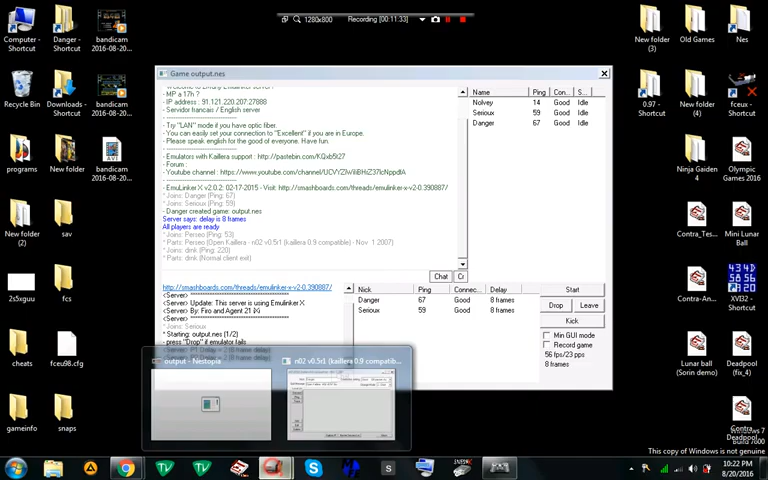 1280x800
Recording [00:11:33]
Computer - Shortcut
Danger - Shortcut
bandicam 2016-08-20...
New folder (3)
Old Games
Nes
Recycle Bin
Downloads - Shortcut
bandicam 2016-08-20...
0.97 - Shortcut
New folder (4)
fceux - Shortcut
programs
New folder
bandicam 2016-08-20...
Ninja Gaiden 4
Olympic Games 2016
New folder (2)
sav
Contra_Tes...
Mini Lunar Ball
2s5xguu
fcs
Contra-An...
XVI32 - Shortcut
cheats
fceu98.cfg
Lunar ball (Sorin demo)
Deadpool (fix_4)
gameinfo
snaps
Contra Deadpool
Game output.nes
- MP a 17h ?
- IP address : 91.121.220.207:27888
- Servidor francais / English server
- Try "LAN" mode if you have optic fiber.
- You can easily set your connection to "Excellent" if you are in Europe.
- Please speak english for the good of everyone. Have fun.
- Emulators with Kaillera support : http://pastebin.com/KQxb5t27
- Forum :
- EmuLinker X v2.0.2: 02-17-2015 - Visit: http://smashboards.com/threads/emulinker-x-v2-0.390887/
* Joins: Danger (Ping: 67)
* Joins: Serioux (Ping: 59)
- Danger created game: output.nes
Server says: delay is 8 frames
All players are ready
* Joins: Perseo (Ping: 53)
* Parts: Perseo (Open Kaillera - n02 v0.5r1 (kaillera 0.9 compatible) - Nov 1 2007)
* Joins: drnk (Ping: 220)
* Parts: drnk (Normal client exit)
Name Ping Con... S...
Nolvey 14 Good Idle
Serioux 59 Good Idle
Danger 67 Good Idle
Chat
Cr
http://smashboards.com/threads/emulinker-x-v2-0.390887/
<Server> Update: This server is using Emulinker X
<Server> By: Firo and Agent 21 iXi
* Joins: Serioux
* Starting: output.nes (1/2)
- press "Drop" if emulator fails
Nick Ping Connec... Delay
Danger 67 Good 8 frames
Serioux 59 Good 8 frames
Start
Drop
Leave
Kick
Min GUI mode
Record game
56 fps/23 pps
8 frames
output - Nestopia
n02 v0.5r1 (kaillera 0.9 compatib...
Windows 7
Build 7600
This copy of Windows is not genuine
10:22 PM
8/20/2016